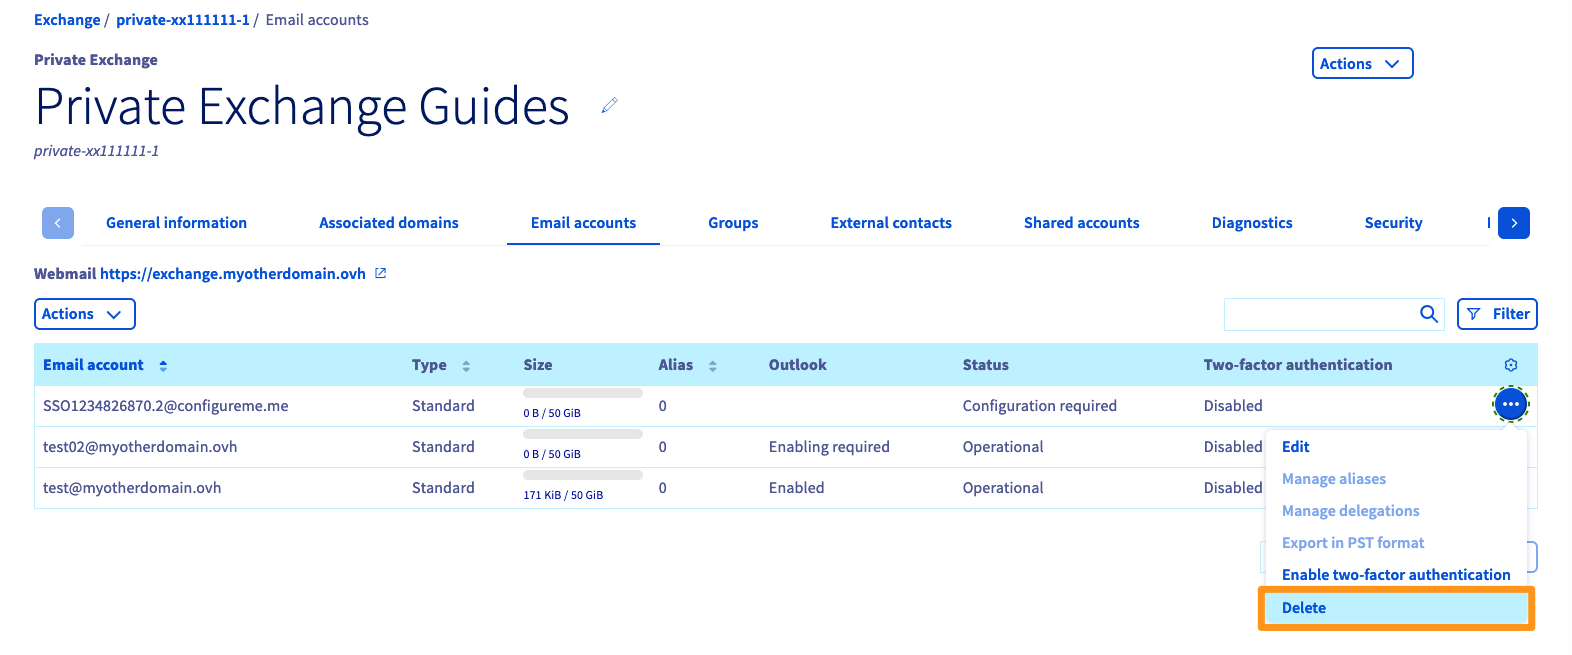 Exchange / private-xx111111-1 / Email accounts
Private Exchange
Actions
Private Exchange Guides
private-xx111111-1
General information Associated domains Email accounts Groups External contacts Shared accounts Diagnostics Security
Webmail https://exchange.myotherdomain.ovh
Actions
Filter
Email account Type Size Alias Outlook Status Two-factor authentication
SSO1234826870.2@configureme.me Standard 0 B / 50 GiB 0 Configuration required Disabled
test02@myotherdomain.ovh Standard 0 B / 50 GiB 0 Enabling required Operational Disabled
test@myotherdomain.ovh Standard 171 KiB / 50 GiB 0 Enabled Operational Disabled
Edit
Manage aliases
Manage delegations
Export in PST format
Enable two-factor authentication
Delete